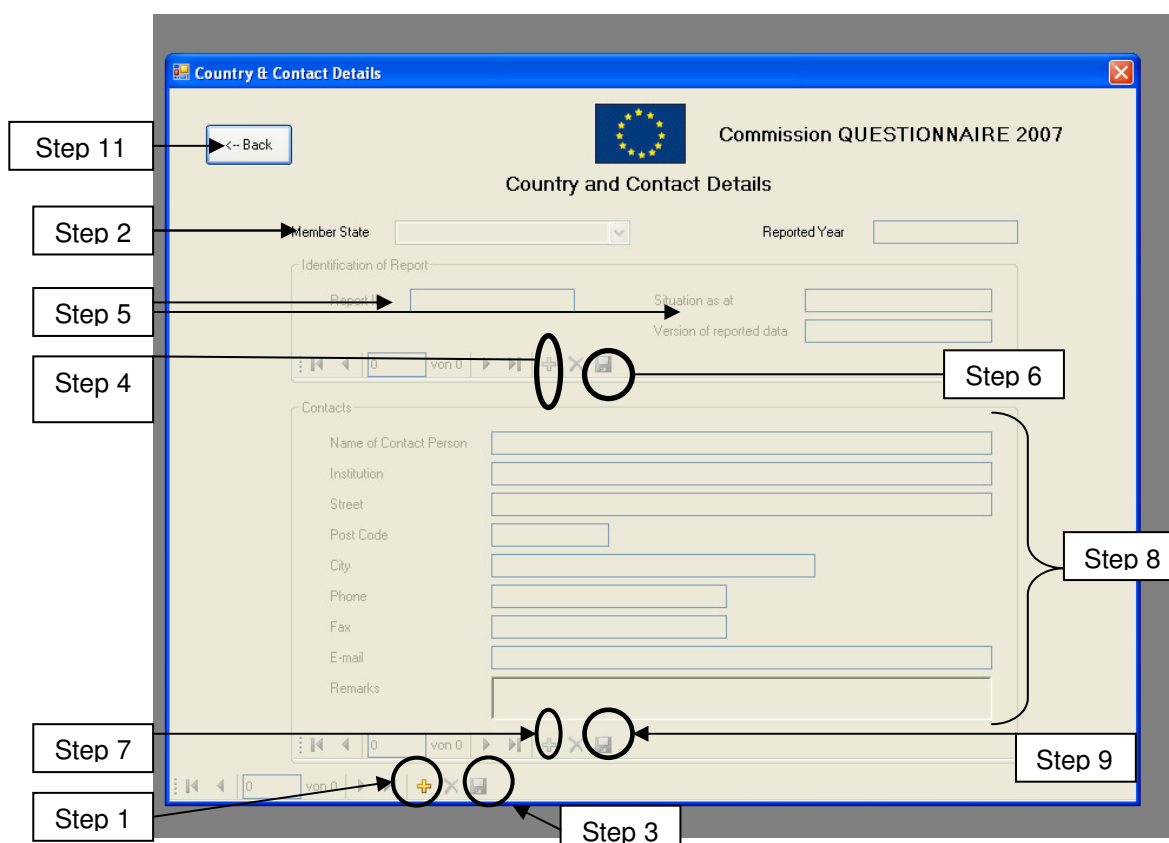 Country & Contact Details
Step 11
<-- Back
Commission QUESTIONNAIRE 2007
Country and Contact Details
Step 2
Member State
Reported Year
Identification of Report
Step 5
Report I
Situation as at
Version of reported data
Step 4
0
von 0
Step 6
Contacts
Name of Contact Person
Institution
Street
Post Code
City
Step 8
Phone
Fax
E-mail
Remarks
Step 7
0
von 0
Step 9
0
von 0
Step 1
Step 3